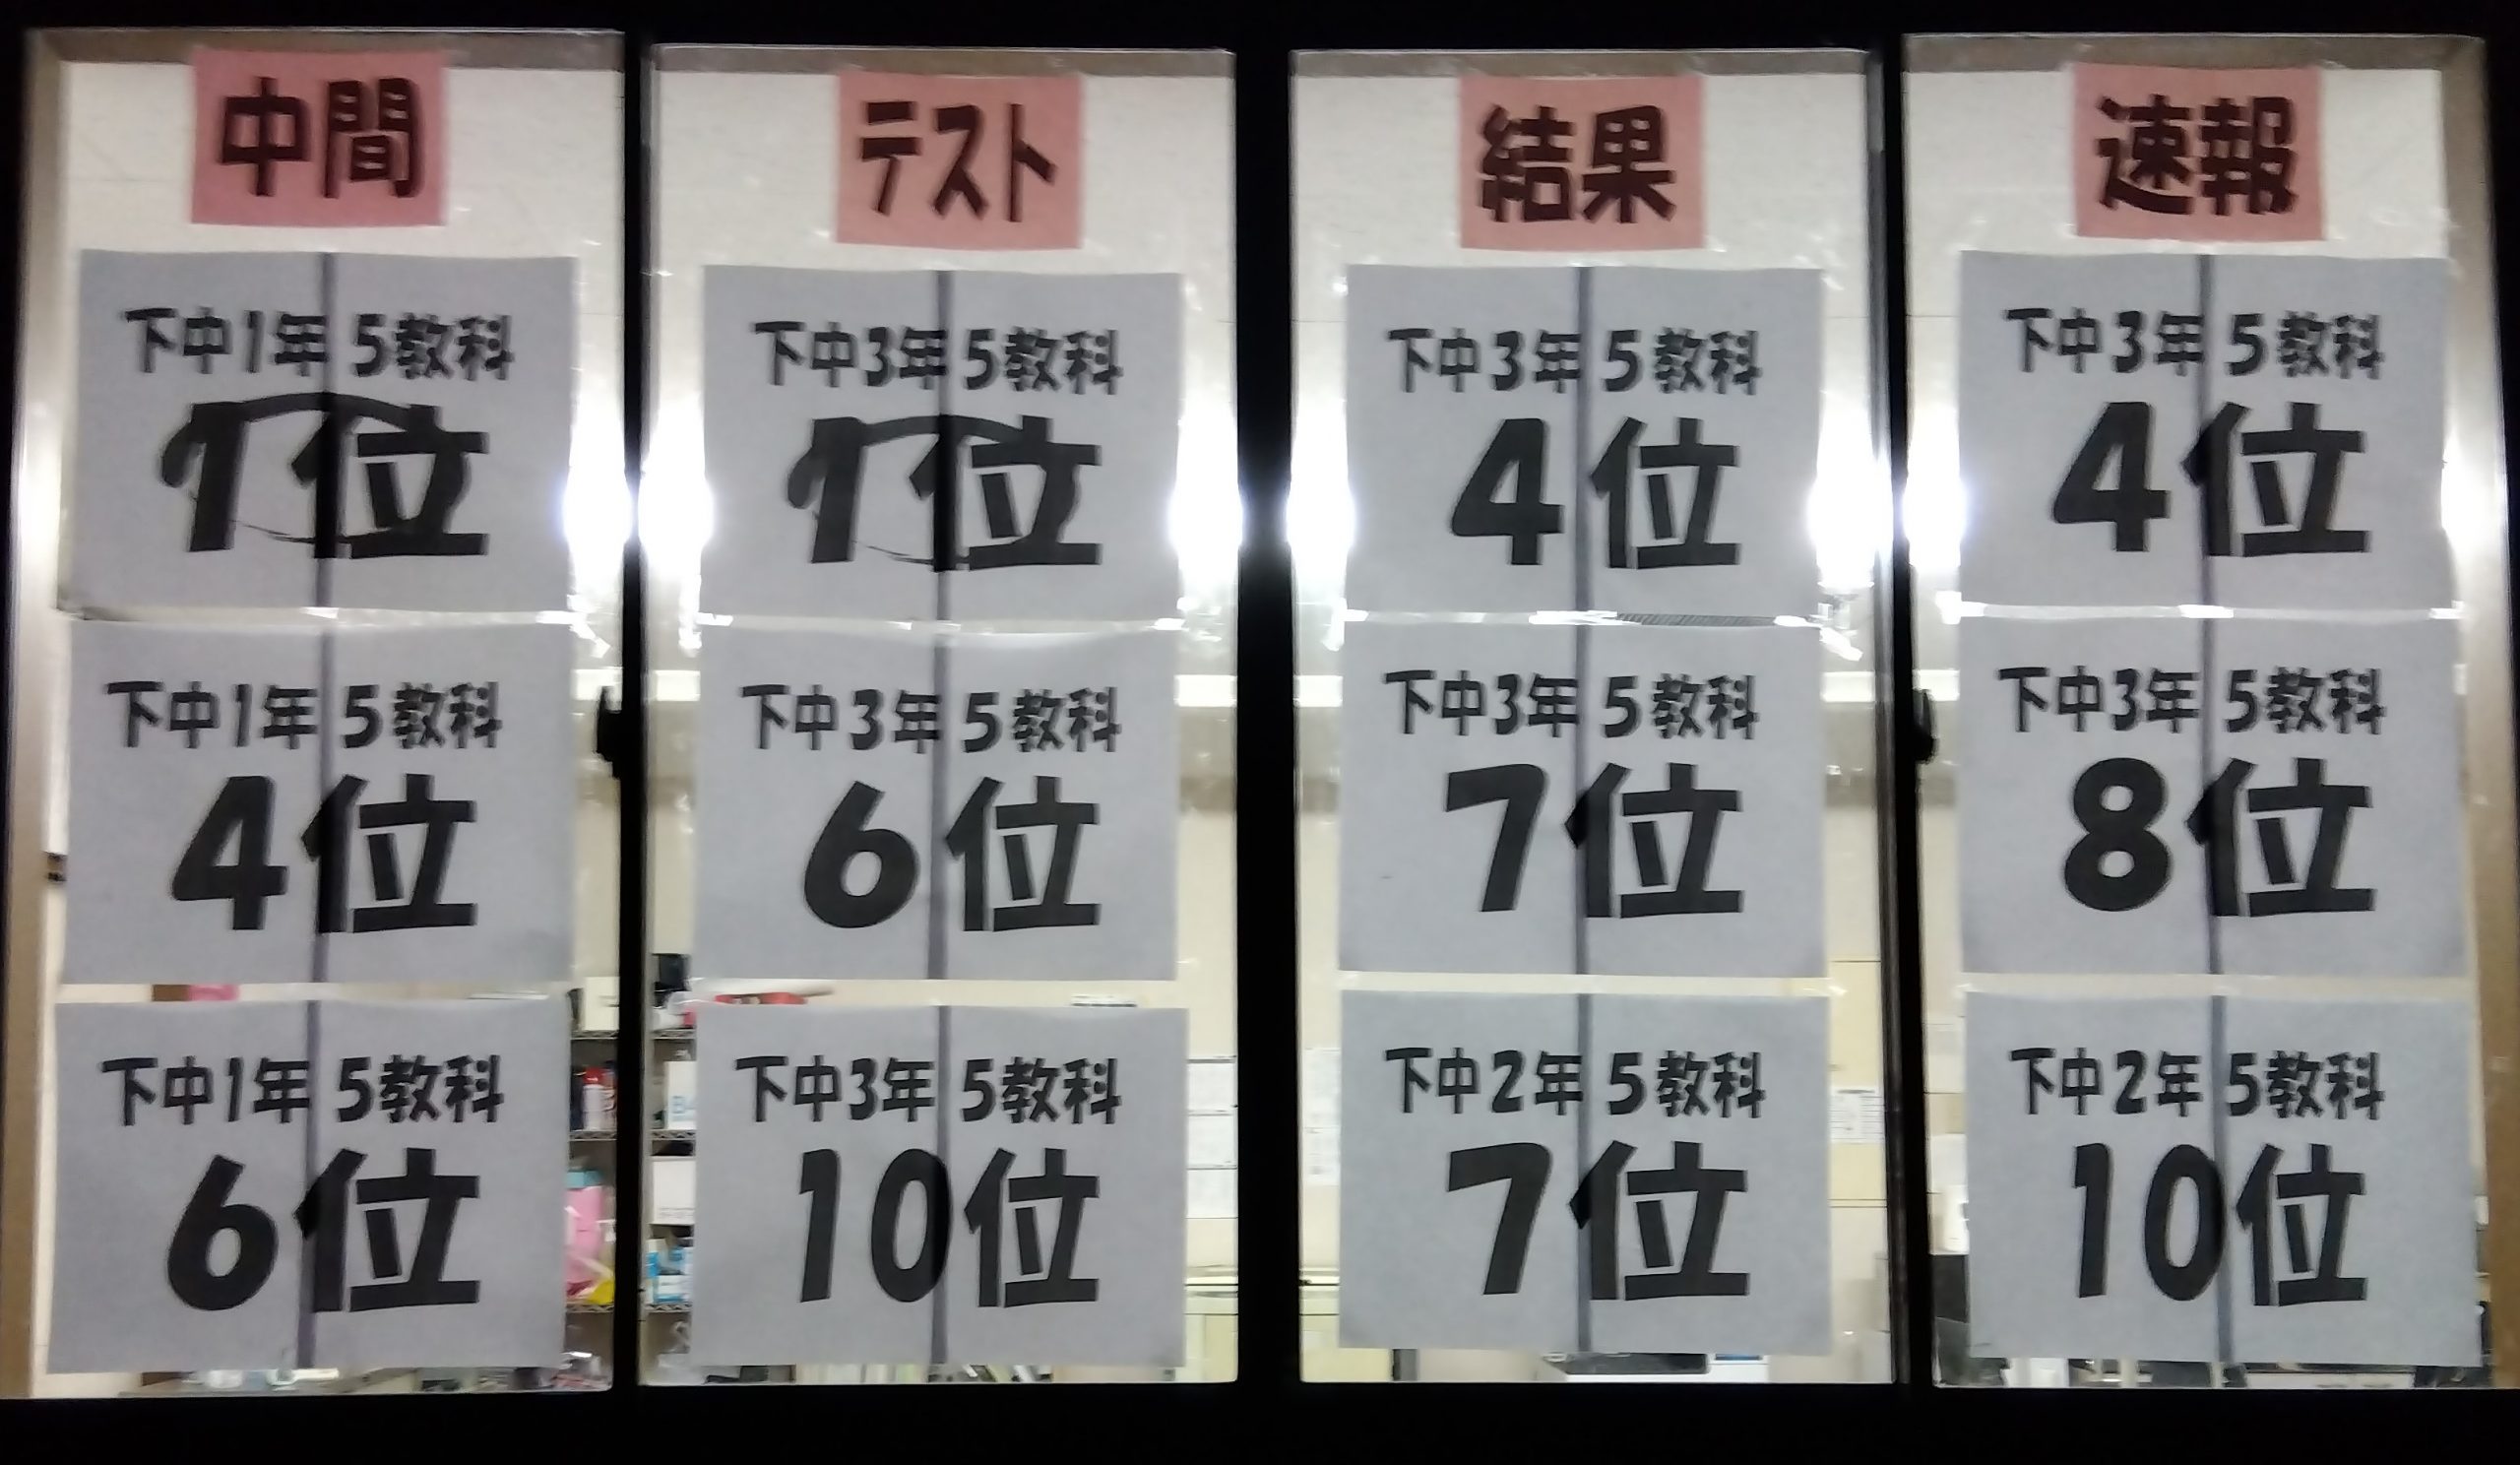 中間
テスト
結果
速報
下中1年 5教科
1位
下中3年 5教科
1位
下中3年 5教科
4位
下中3年 5教科
4位
下中1年 5教科
4位
下中3年 5教科
6位
下中3年 5教科
7位
下中3年 5教科
8位
下中1年 5教科
6位
下中3年 5教科
10位
下中2年 5教科
7位
下中2年 5教科
10位